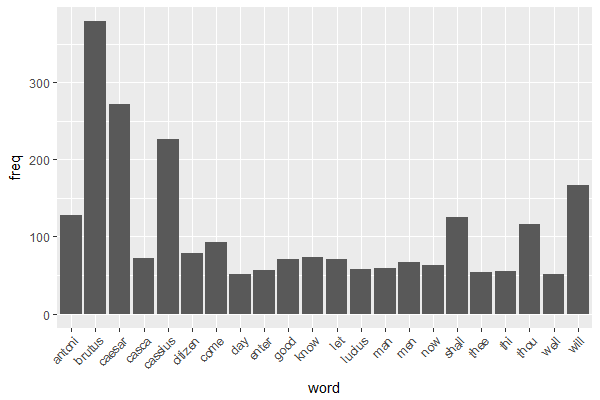 freq
300
200
100
0
antoni
brutus
caesar
casca
cassius
citizen
come
day
enter
good
know
let
lucius
man
men
now
shall
thee
thi
thou
well
will
word